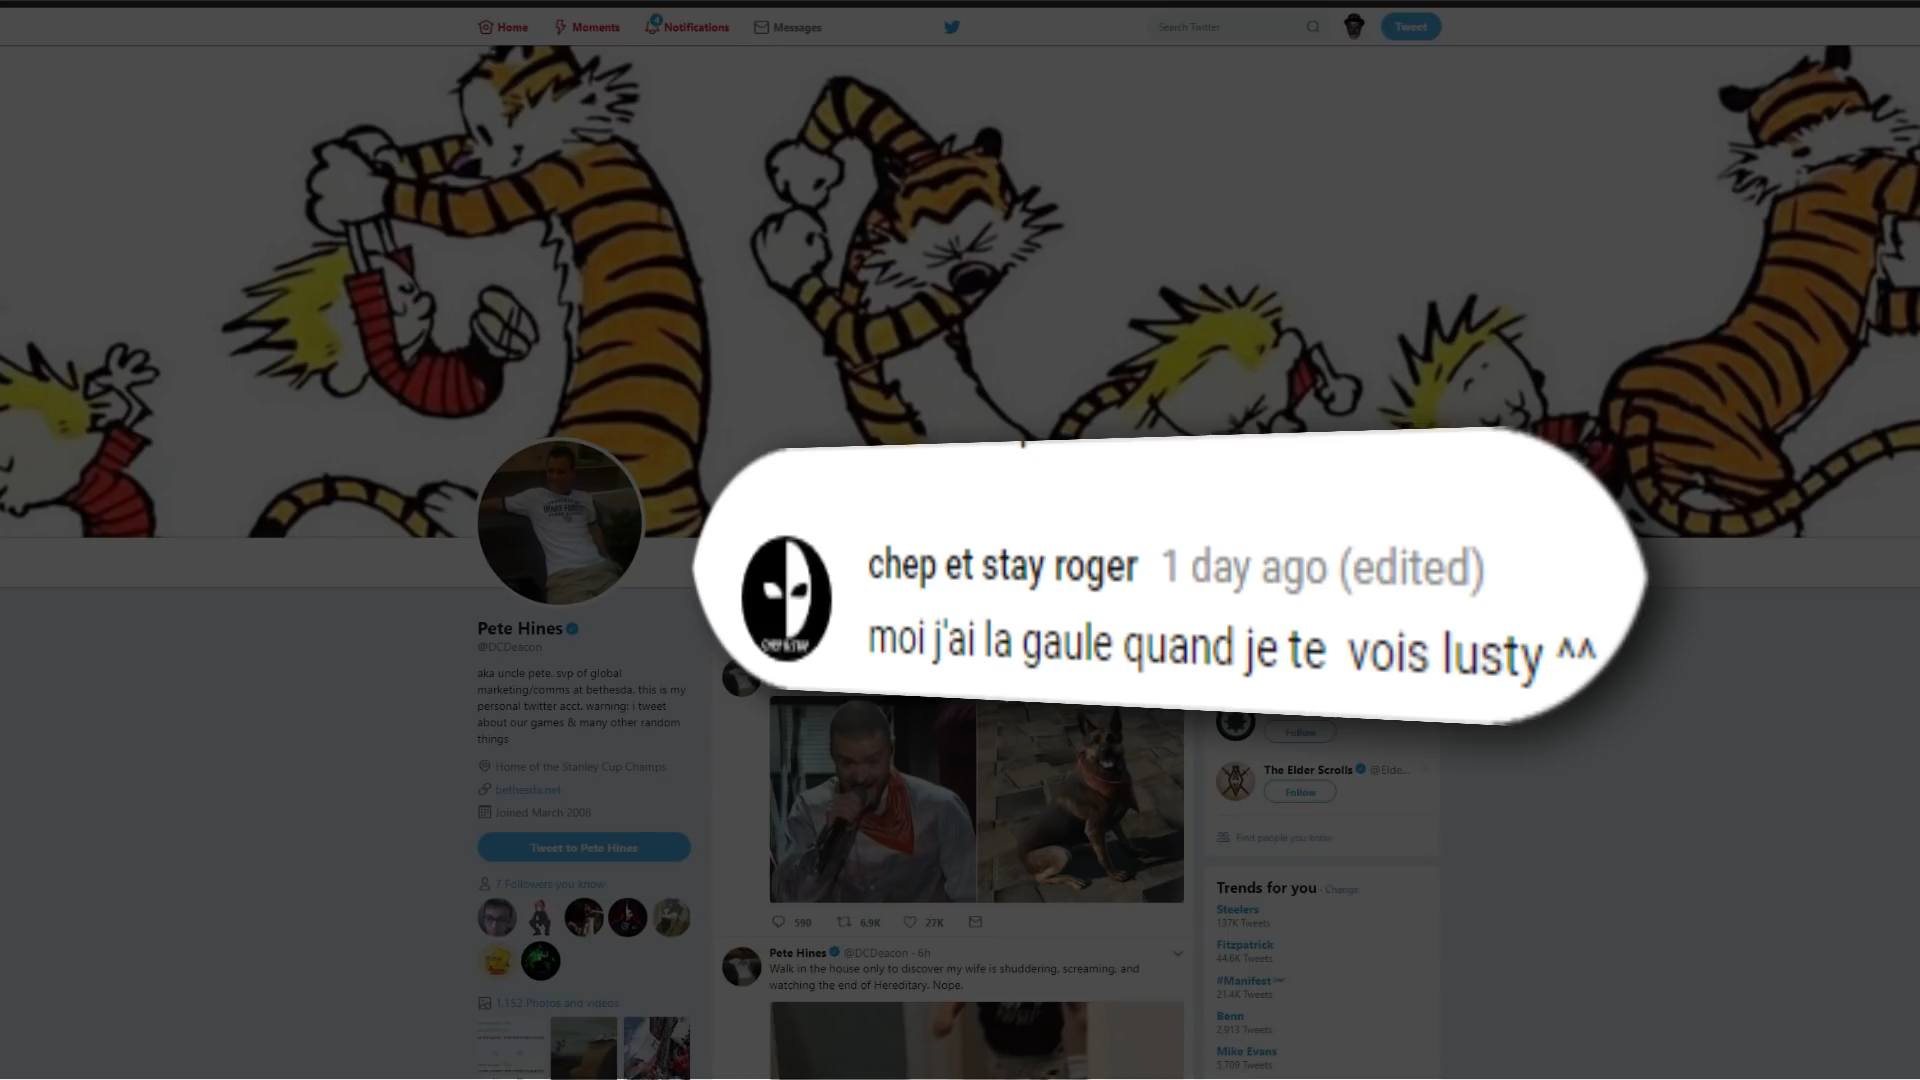 Home
Moments
4
Notifications
Messages
Search Twitter
Tweet
chep et stay roger 1 day ago (edited)
moi j'ai la gaule quand je te vois lusty ^^
Pete Hines
@DCDeacon
aka uncle pete. svp of global
marketing/comms at bethesda. this is my
personal twitter acct. warning: i tweet
about our games & many other random
things
Home of the Stanley Cup Champs
bethesda.net
Joined March 2008
Tweet to Pete Hines
7 Followers you know
1,152 Photos and videos
590
6.9K
27K
Pete Hines @DCDeacon · 6h
Walk in the house only to discover my wife is shuddering, screaming, and
watching the end of Hereditary. Nope.
Follow
The Elder Scrolls @Elde...
Follow
Find people you know
Trends for you · Change
Steelers
137K Tweets
Fitzpatrick
44.6K Tweets
#Manifest
21.4K Tweets
Benn
2,913 Tweets
Mike Evans
5,709 Tweets